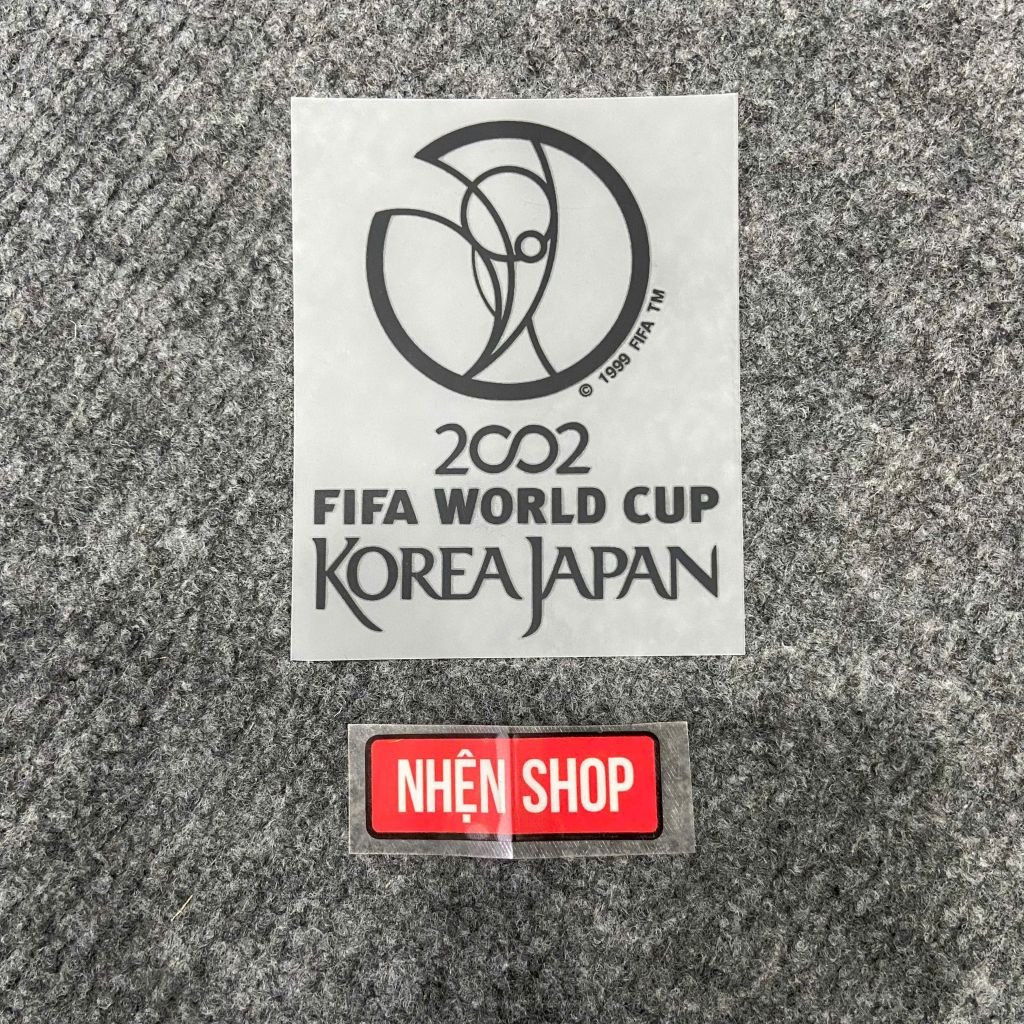 © 1999 FIFA TM
2002
FIFA WORLD CUP
KOREA JAPAN
NHỆN SHOP